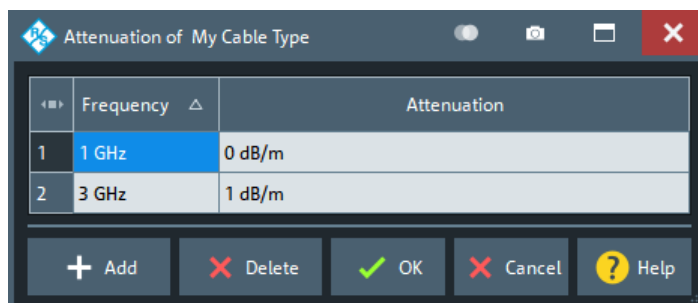 R&S Attenuation of My Cable Type
Frequency Attenuation
1 1 GHz 0 dB/m
2 3 GHz 1 dB/m
Add Delete OK Cancel ? Help